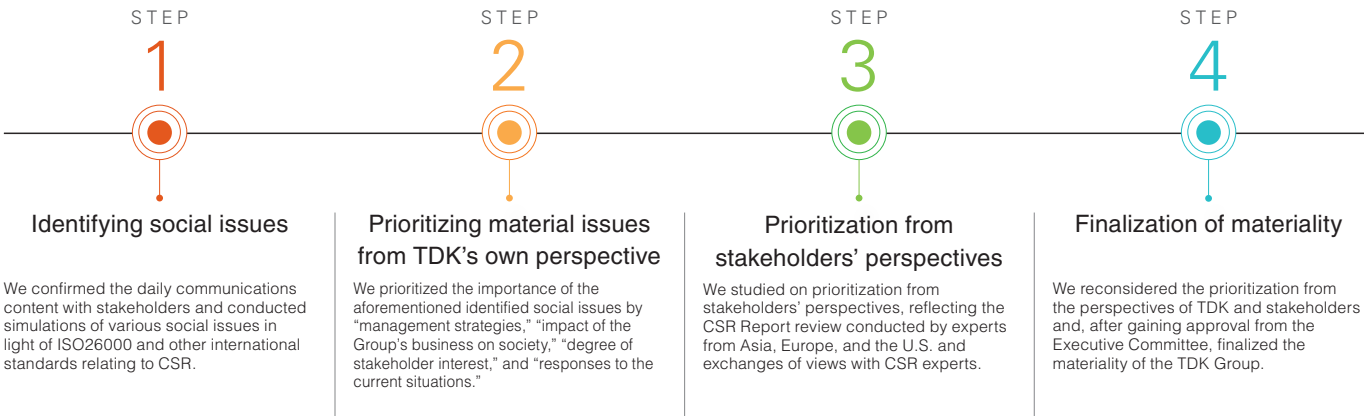 STEP
1
Identifying social issues
We confirmed the daily communications
content with stakeholders and conducted
simulations of various social issues in
light of ISO26000 and other international
standards relating to CSR.
STEP
2
Prioritizing material issues
from TDK’s own perspective
We prioritized the importance of the
aforementioned identified social issues by
“management strategies,” “impact of the
Group’s business on society,” “degree of
stakeholder interest,” and “responses to the
current situations.”
STEP
3
Prioritization from
stakeholders’ perspectives
We studied on prioritization from
stakeholders’ perspectives, reflecting the
CSR Report review conducted by experts
from Asia, Europe, and the U.S. and
exchanges of views with CSR experts.
STEP
4
Finalization of materiality
We reconsidered the prioritization from
the perspectives of TDK and stakeholders
and, after gaining approval from the
Executive Committee, finalized the
materiality of the TDK Group.